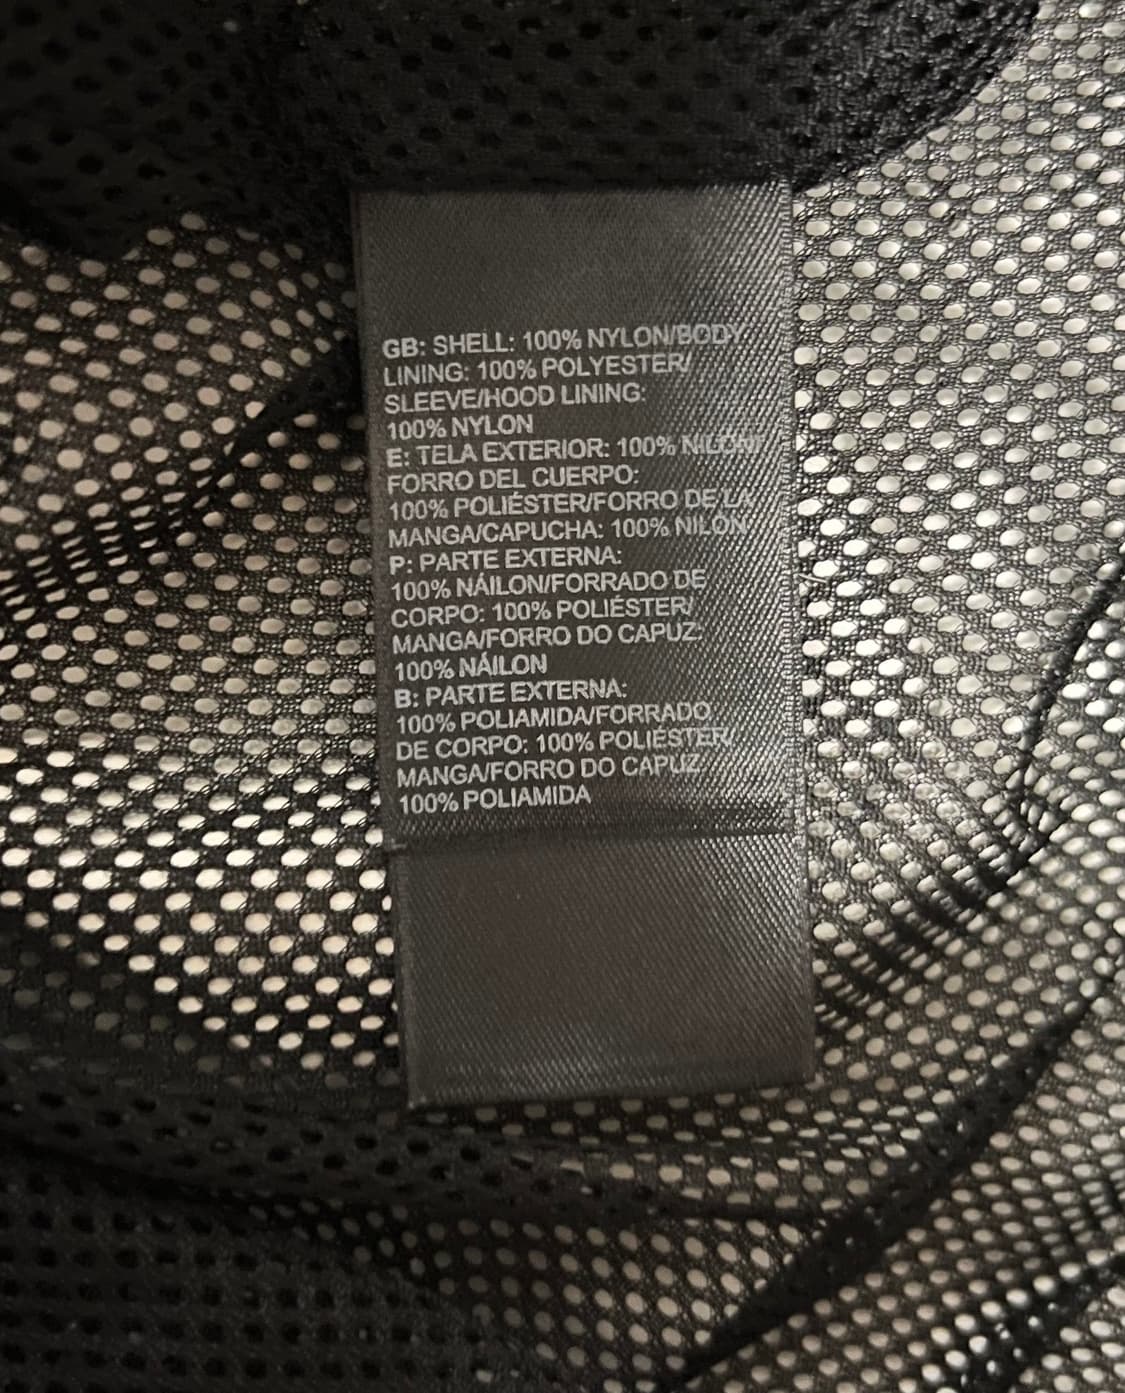 GB: SHELL: 100% NYLON/BODY
LINING: 100% POLYESTER/
SLEEVE/HOOD LINING:
100% NYLON
E: TELA EXTERIOR: 100% NILÓN/
FORRO DEL CUERPO:
100% POLIÉSTER/FORRO DE LA
MANGA/CAPUCHA: 100% NILÓN
P: PARTE EXTERNA:
100% NÁILON/FORRADO DE
CORPO: 100% POLIÉSTER/
MANGA/FORRO DO CAPUZ:
100% NÁILON
B: PARTE EXTERNA:
100% POLIAMIDA/FORRADO
DE CORPO: 100% POLIÉSTER/
MANGA/FORRO DO CAPUZ:
100% POLIAMIDA